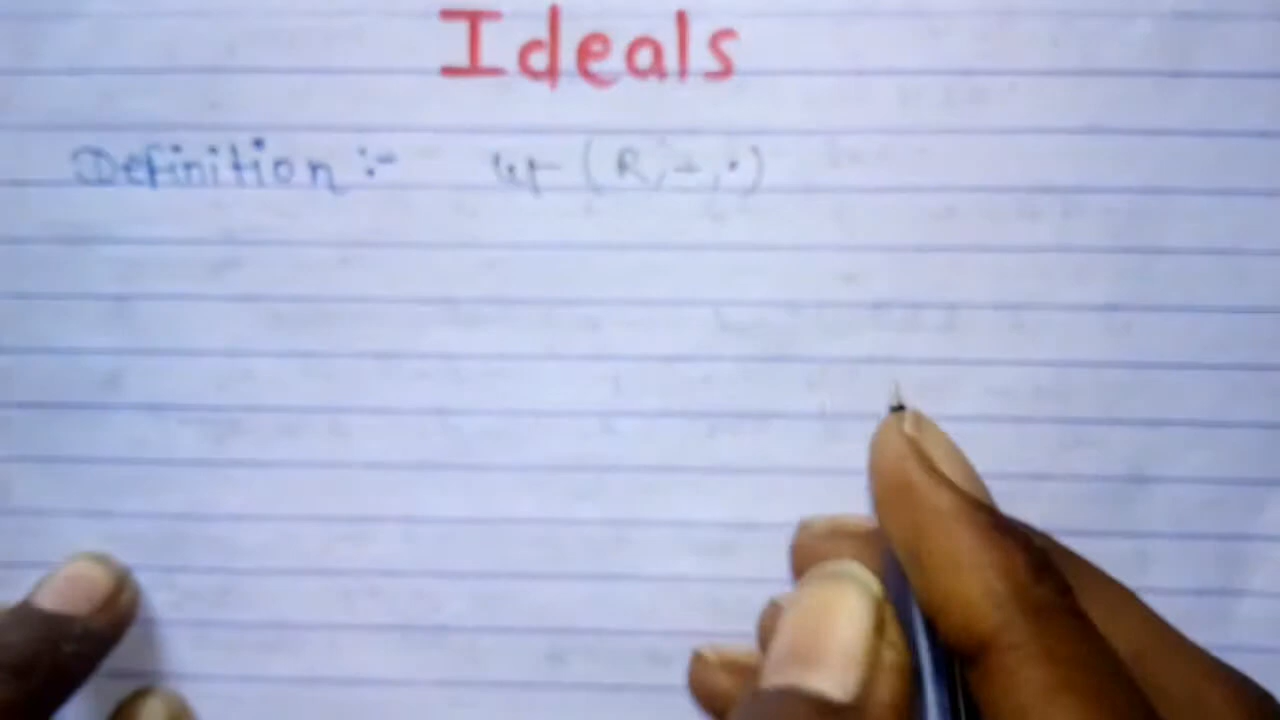 Ideals
Definition :- let (R, +, ·)